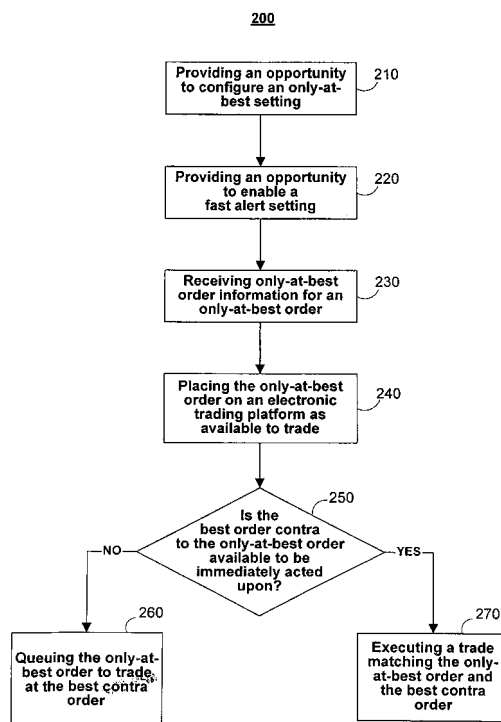 200
Providing an opportunity
to configure an only-at-
best setting
210
Providing an opportunity
to enable a
fast alert setting
220
Receiving only-at-best
order information for an
only-at-best order
230
Placing the only-at-best
order on an electronic
trading platform as
available to trade
240
250
Is the
best order contra
to the only-at-best order
available to be
immediately acted
upon?
NO
YES
260
Queuing the only-at-
best order to trade
at the best contra
order
270
Executing a trade
matching the only-
at-best order and
the best contra
order